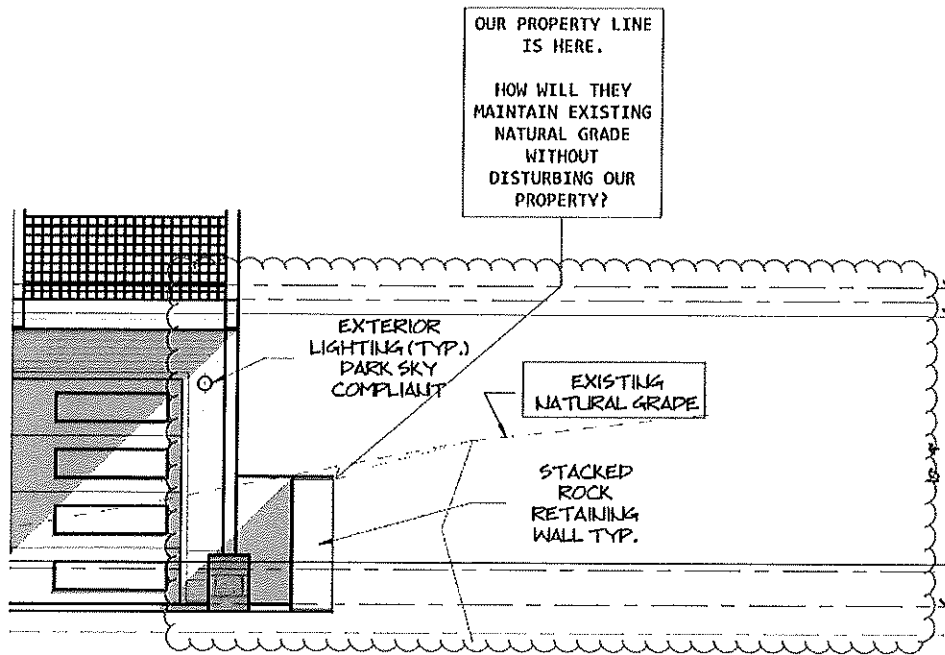 OUR PROPERTY LINE
IS HERE.
HOW WILL THEY
MAINTAIN EXISTING
NATURAL GRADE
WITHOUT
DISTURBING OUR
PROPERTY?
EXTERIOR
LIGHTING (TYP.)
DARK SKY
COMPLIANT
EXISTING
NATURAL GRADE
STACKED
ROCK
RETAINING
WALL TYP.